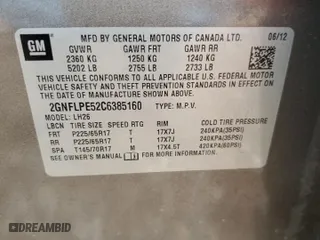 GM
MFD BY GENERAL MOTORS OF CANADA LTD. 06/12
GVWR GAWR FRT GAWR RR
2360 KG 1250 KG 1240 KG
5202 LB 2755 LB 2733 LB
THIS VEHICLE CONFORMS TO ALL APPLICABLE U.S. FEDERAL
SAFETY AND THEFT PREVENTION STANDARDS IN EFFECT
ON THE DATE OF MANUFACTURE SHOWN ABOVE.
2GNFLPE52C6385160 TYPE: M.P.V.
MODEL: LH26
LBCN TIRE SIZE SPEED RTG RIM COLD TIRE PRESSURE
FRT P225/65R17 S 17X7J 240KPA(35PSI)
RR P225/65R17 S 17X7J 240KPA(35PSI)
SPA T145/70R17 M 17X4.5T 420KPA(60PSI)
SEE OWNER'S MANUAL FOR MORE INFORMATION
© AutoBidMaster